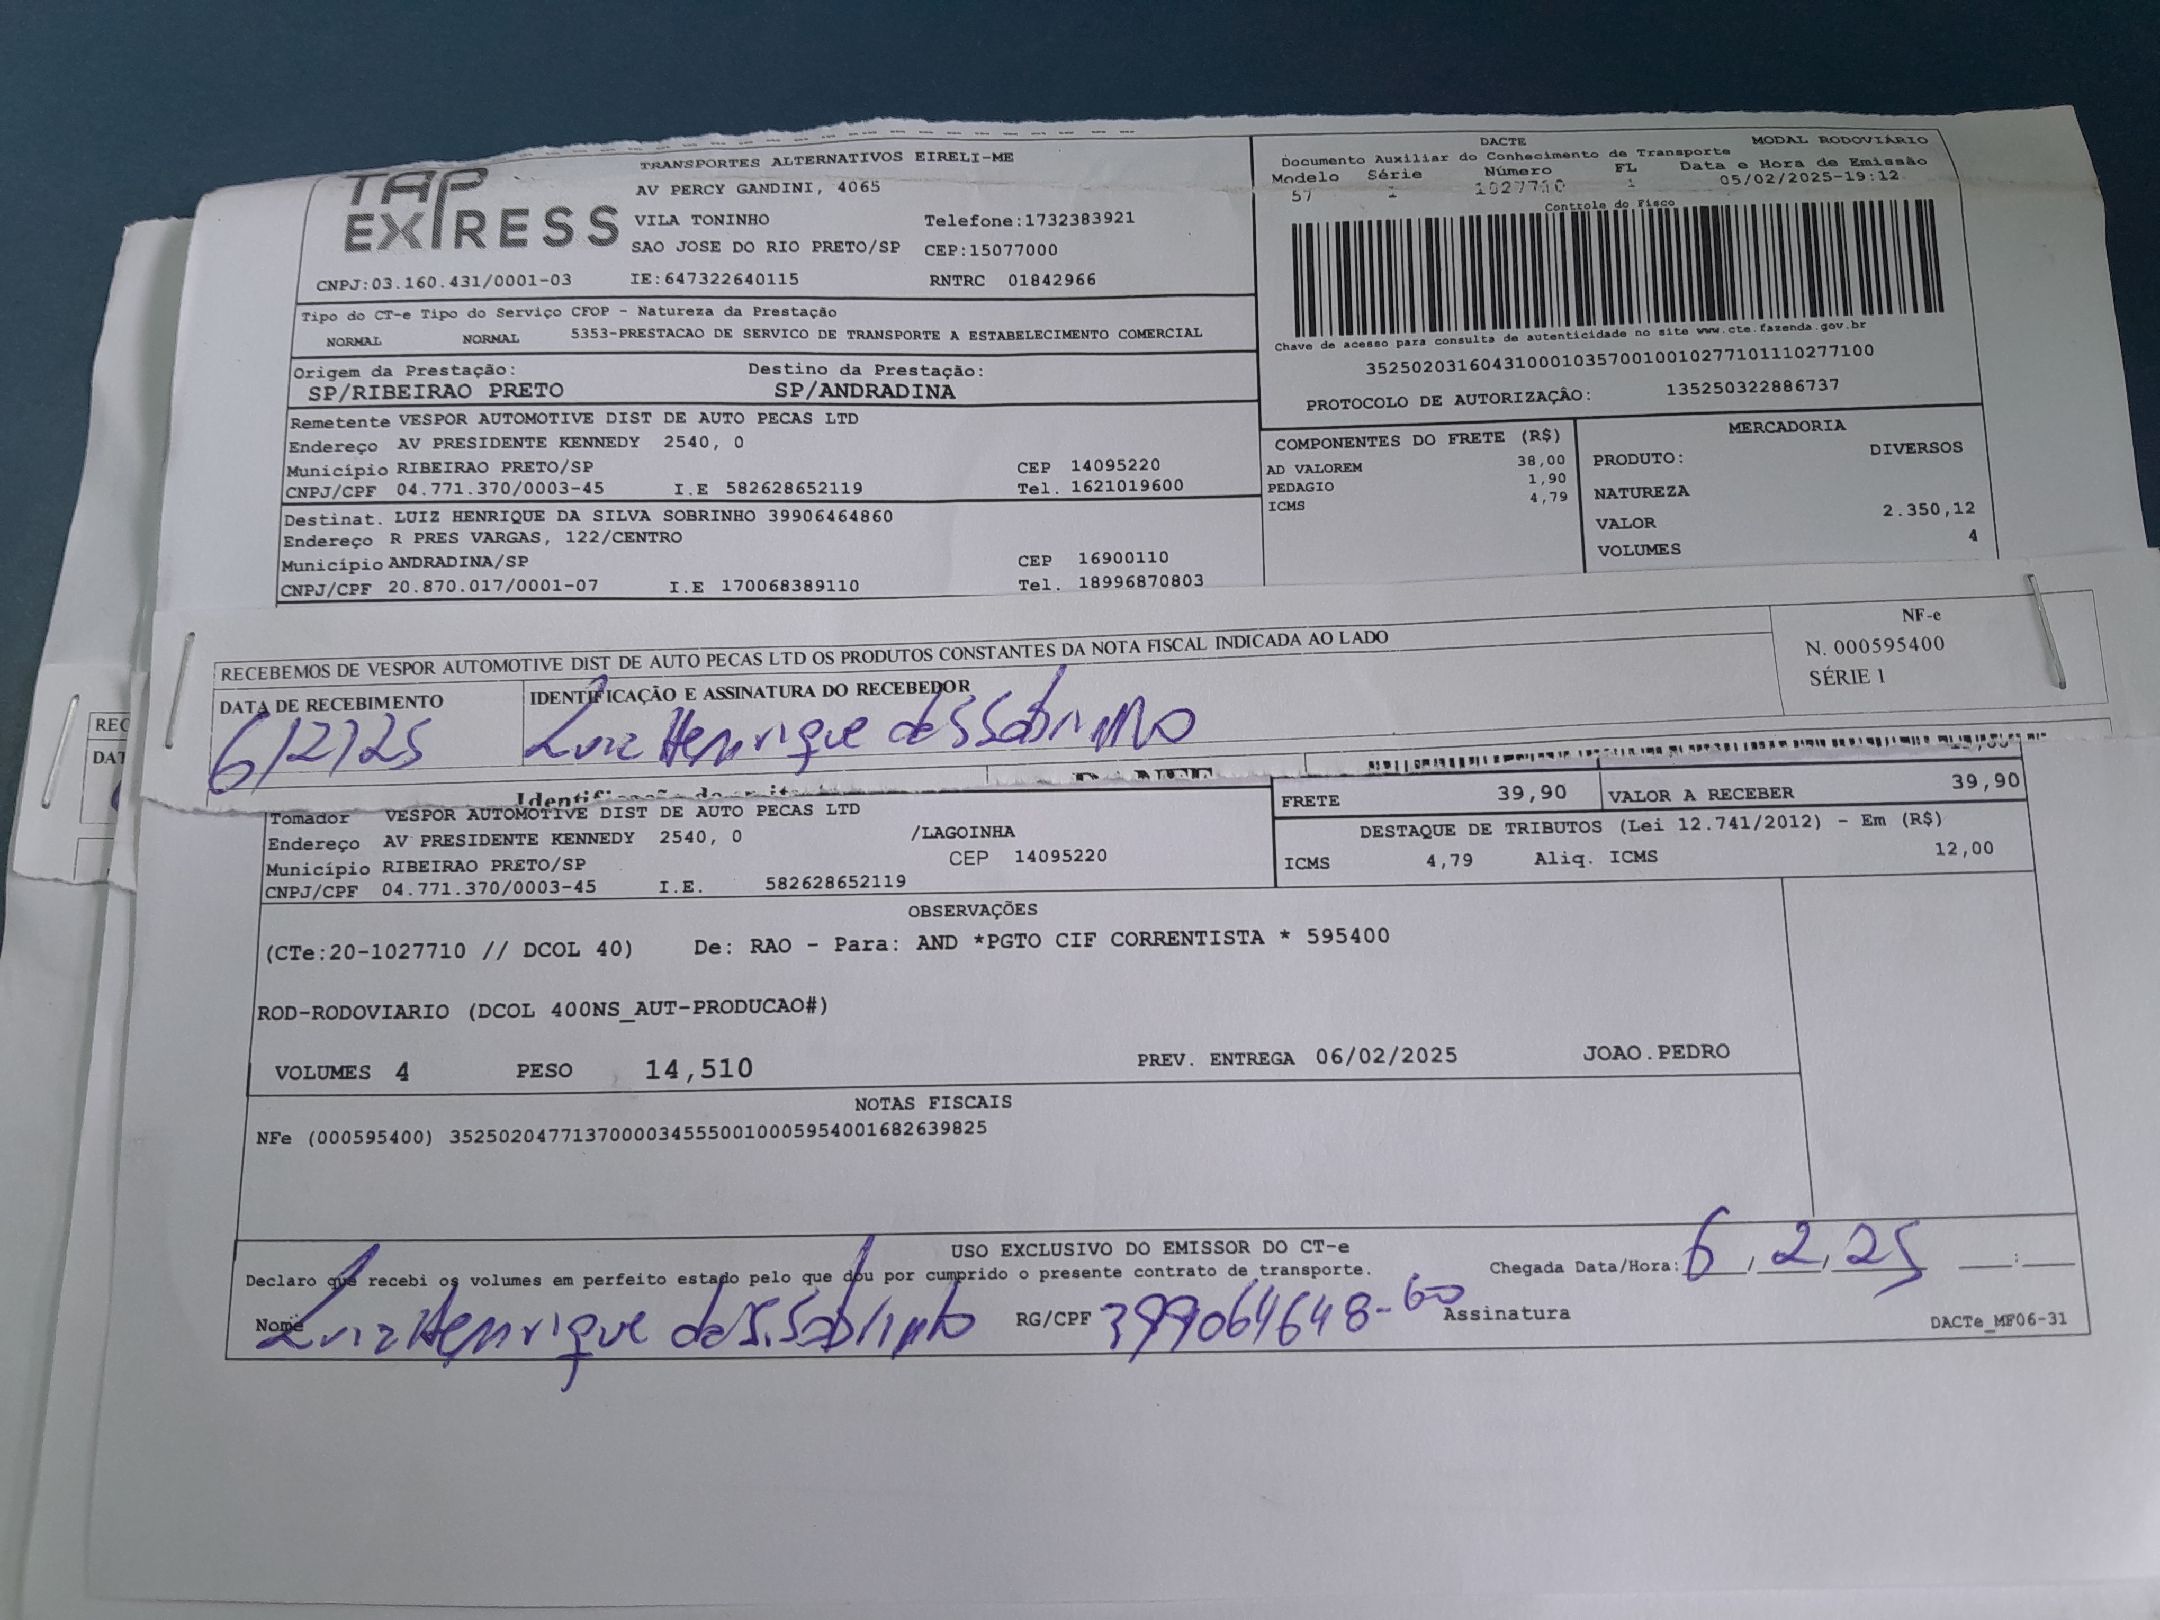 TRANSPORTES ALTERNATIVOS EIRELI-ME
TAP EXPRESS
AV PERCY GANDINI, 4065
VILA TONINHO Telefone:1732383921
SAO JOSE DO RIO PRETO/SP CEP:15077000
CNPJ:03.160.431/0001-03 IE:647322640115 RNTRC 01842966
DACTE MODAL RODOVIÁRIO
Documento Auxiliar do Conhecimento de Transporte
Modelo Série Número FL Data e Hora de Emissão
57 1 1027710 1 05/02/2025-19:12
Controle do Fisco
Chave de acesso para consulta de autenticidade no site www.cte.fazenda.gov.br
35250203160431000103570010010277101110277100
PROTOCOLO DE AUTORIZAÇÃO: 135250322886737
Tipo do CT-e Tipo do Serviço CFOP - Natureza da Prestação
NORMAL NORMAL 5353-PRESTACAO DE SERVICO DE TRANSPORTE A ESTABELECIMENTO COMERCIAL
Origem da Prestação: Destino da Prestação:
SP/RIBEIRAO PRETO SP/ANDRADINA
Remetente VESPOR AUTOMOTIVE DIST DE AUTO PECAS LTD
Endereço AV PRESIDENTE KENNEDY 2540, 0
Município RIBEIRAO PRETO/SP CEP 14095220
CNPJ/CPF 04.771.370/0003-45 I.E 582628652119 Tel. 1621019600
Destinat. LUIZ HENRIQUE DA SILVA SOBRINHO 39906464860
Endereço R PRES VARGAS, 122/CENTRO
Município ANDRADINA/SP CEP 16900110
CNPJ/CPF 20.870.017/0001-07 I.E 170068389110 Tel. 18996870803
COMPONENTES DO FRETE (R$)
AD VALOREM 38,00
PEDAGIO 1,90
ICMS 4,79
MERCADORIA
PRODUTO: DIVERSOS
NATUREZA
VALOR 2.350,12
VOLUMES 4
RECEBEMOS DE VESPOR AUTOMOTIVE DIST DE AUTO PECAS LTD OS PRODUTOS CONSTANTES DA NOTA FISCAL INDICADA AO LADO
NF-e
N. 000595400
SÉRIE 1
DATA DE RECEBIMENTO IDENTIFICAÇÃO E ASSINATURA DO RECEBEDOR
6/2/25 Luiz Henrique da S Sobrinho
REC
DAT
Tomador VESPOR AUTOMOTIVE DIST DE AUTO PECAS LTD
Endereço AV PRESIDENTE KENNEDY 2540, 0 /LAGOINHA
Município RIBEIRAO PRETO/SP CEP 14095220
CNPJ/CPF 04.771.370/0003-45 I.E. 582628652119
FRETE 39,90 VALOR A RECEBER 39,90
DESTAQUE DE TRIBUTOS (Lei 12.741/2012) - Em (R$)
ICMS 4,79 Aliq. ICMS 12,00
OBSERVAÇÕES
(CTe:20-1027710 // DCOL 40) De: RAO - Para: AND *PGTO CIF CORRENTISTA * 595400
ROD-RODOVIARIO (DCOL 400NS_AUT-PRODUCAO#)
VOLUMES 4 PESO 14,510 PREV. ENTREGA 06/02/2025 JOAO.PEDRO
NOTAS FISCAIS
NFe (000595400) 35250204771370000345550010005954001682639825
USO EXCLUSIVO DO EMISSOR DO CT-e
Declaro que recebi os volumes em perfeito estado pelo que dou por cumprido o presente contrato de transporte. Chegada Data/Hora: 6/2/25 :
Nome Luiz Henrique da S. Sobrinho RG/CPF 399064648-60 Assinatura
DACTe_MF06-31